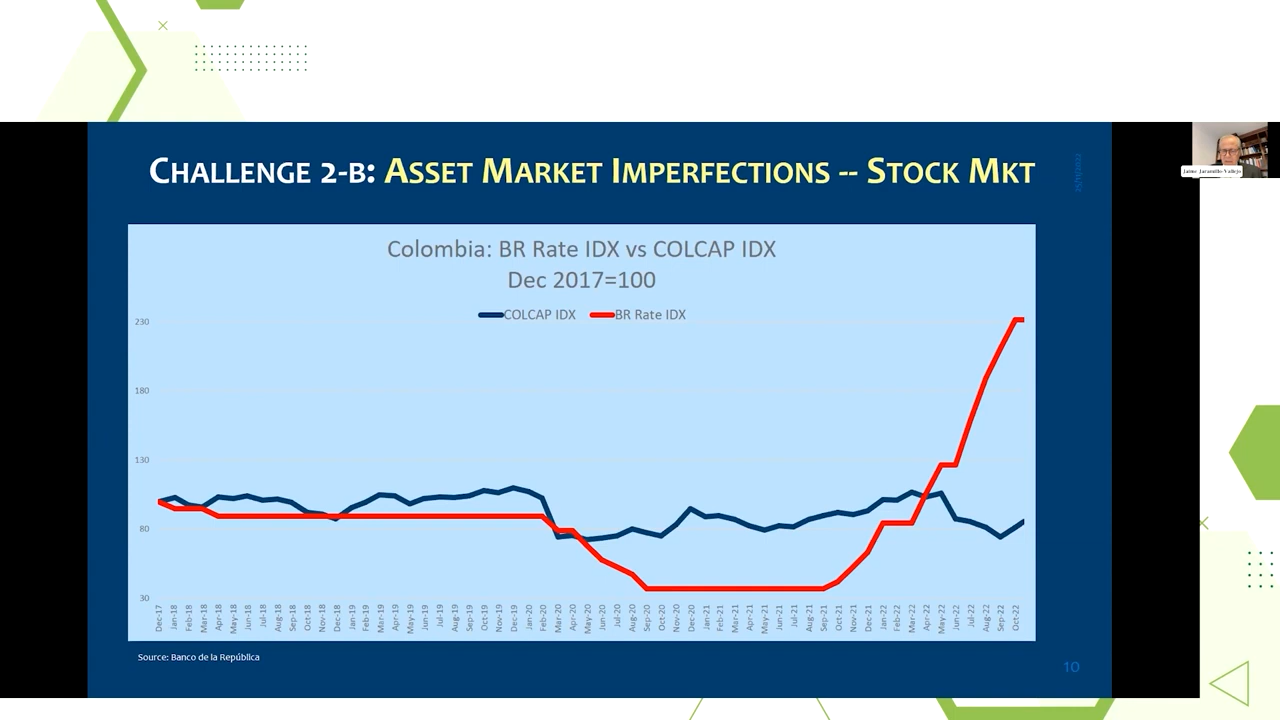 CHALLENGE 2-B: ASSET MARKET IMPERFECTIONS -- STOCK MKT
25/11/2022
Jaime Jaramillo-Vallejo
Colombia: BR Rate IDX vs COLCAP IDX
Dec 2017=100
COLCAP IDX BR Rate IDX
230
180
130
80
30
Dec-17 Jan-18 Feb-18 Mar-18 Apr-18 May-18 Jun-18 Jul-18 Aug-18 Sep-18 Oct-18 Nov-18 Dec-18 Jan-19 Feb-19 Mar-19 Apr-19 May-19 Jun-19 Jul-19 Aug-19 Sep-19 Oct-19 Nov-19 Dec-19 Jan-20 Feb-20 Mar-20 Apr-20 May-20 Jun-20 Jul-20 Aug-20 Sep-20 Oct-20 Nov-20 Dec-20 Jan-21 Feb-21 Mar-21 Apr-21 May-21 Jun-21 Jul-21 Aug-21 Sep-21 Oct-21 Nov-21 Dec-21 Jan-22 Feb-22 Mar-22 Apr-22 May-22 Jun-22 Jul-22 Aug-22 Sep-22 Oct-22
Source: Banco de la República
10